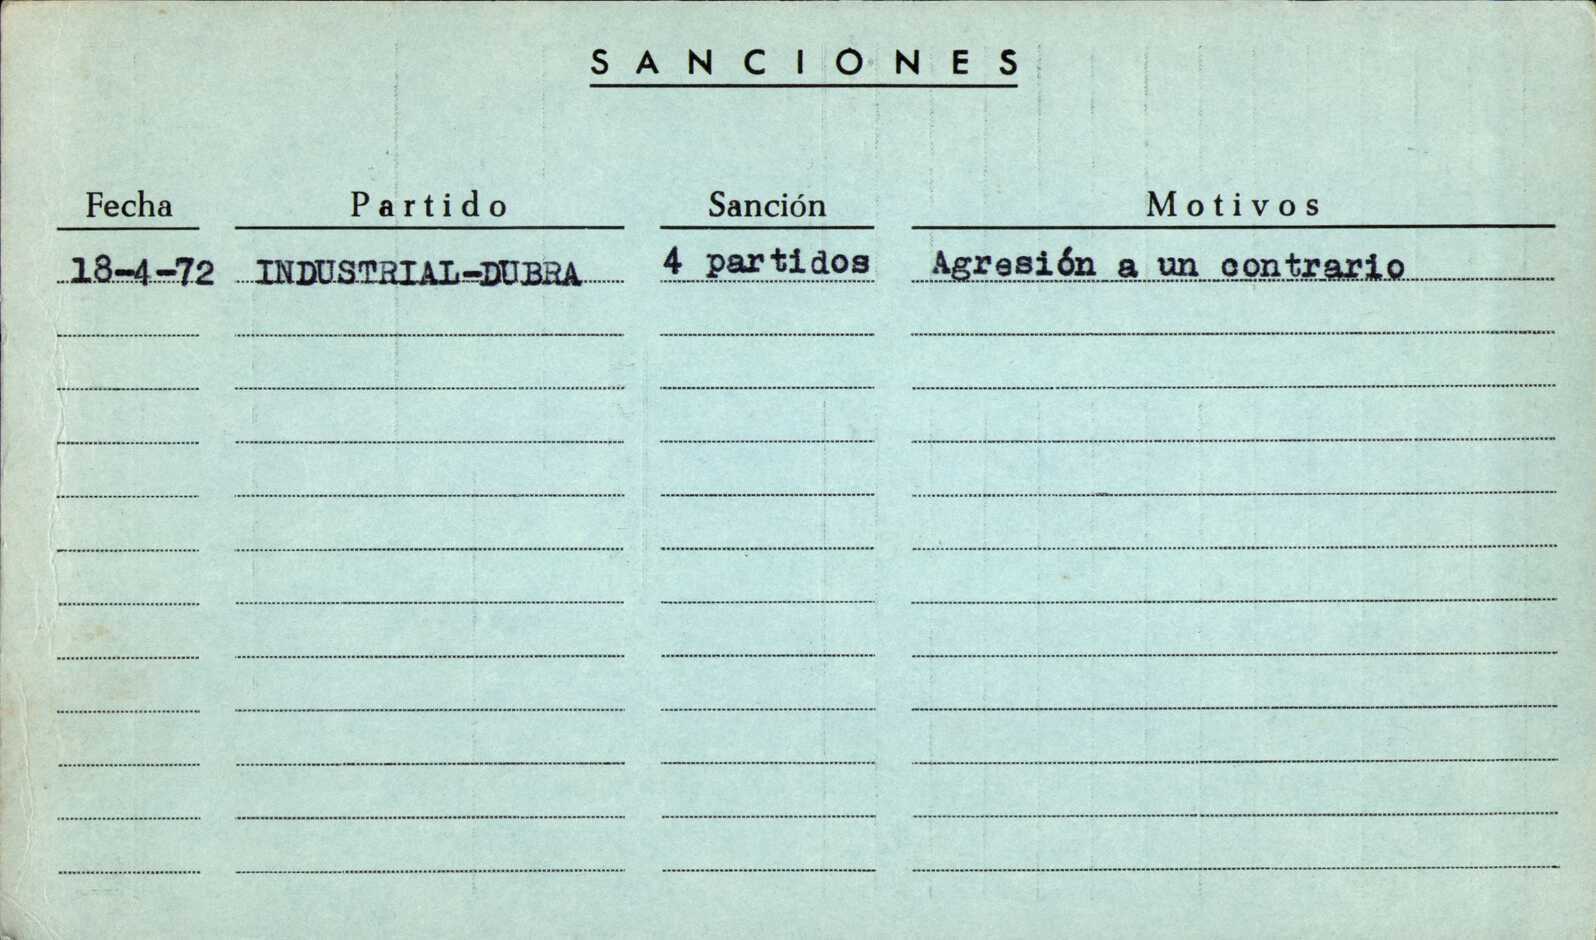 SANCIONES
Fecha Partido Sanción Motivos
18-4-72 INDUSTRIAL-DUBRA 4 partidos Agresión a un contrario